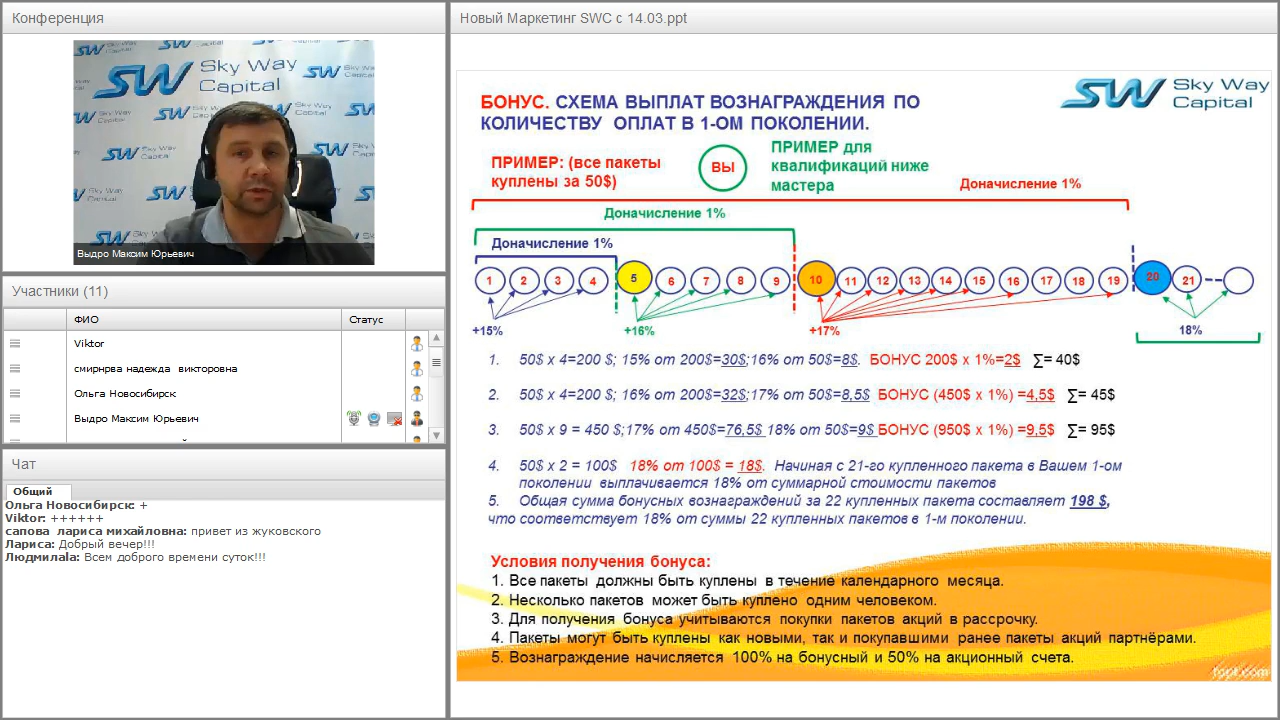 Конференция
SW Sky Way Capital
Выдро Максим Юрьевич
Участники (11)
ФИО
Статус
Viktor
смирнрва надежда викторовна
Ольга Новосибирск
Выдро Максим Юрьевич
Чат
Общий
Ольга Новосибирск: +
Viktor: ++++++
сапова лариса михайловна: привет из жуковского
Лариса: Добрый вечер!!!
Людмилаla: Всем доброго времени суток!!!
Новый Маркетинг SWC с 14.03.ppt
SW Sky Way
Capital
БОНУС. СХЕМА ВЫПЛАТ ВОЗНАГРАЖДЕНИЯ ПО
КОЛИЧЕСТВУ ОПЛАТ В 1-ОМ ПОКОЛЕНИИ.
ПРИМЕР: (все пакеты
куплены за 50$)
ВЫ
ПРИМЕР для
квалификаций ниже
мастера
Доначисление 1%
Доначисление 1%
Доначисление 1%
1 2 3 4 5 6 7 8 9 10 11 12 13 14 15 16 17 18 19 20 21
+15% +16% +17% 18%
1. 50$ x 4=200 $; 15% от 200$=30$;16% от 50$=8$. БОНУС 200$ x 1%=2$ ∑= 40$
2. 50$ x 4=200 $; 16% от 200$=32$;17% от 50$=8,5$ БОНУС (450$ x 1%) =4,5$ ∑= 45$
3. 50$ x 9 = 450 $;17% от 450$=76,5$ 18% от 50$=9$ БОНУС (950$ x 1%) =9,5$ ∑= 95$
4. 50$ x 2 = 100$ 18% от 100$ = 18$. Начиная с 21-го купленного пакета в Вашем 1-ом
поколении выплачивается 18% от суммарной стоимости пакетов
5. Общая сумма бонусных вознаграждений за 22 купленных пакета составляет 198 $,
что соответствует 18% от суммы 22 купленных пакетов в 1-м поколении.
Условия получения бонуса:
1. Все пакеты должны быть куплены в течение календарного месяца.
2. Несколько пакетов может быть куплено одним человеком.
3. Для получения бонуса учитываются покупки пакетов акций в рассрочку.
4. Пакеты могут быть куплены как новыми, так и покупавшими ранее пакеты акций партнёрами.
5. Вознаграждение начисляется 100% на бонусный и 50% на акционный счета.
fppt.com